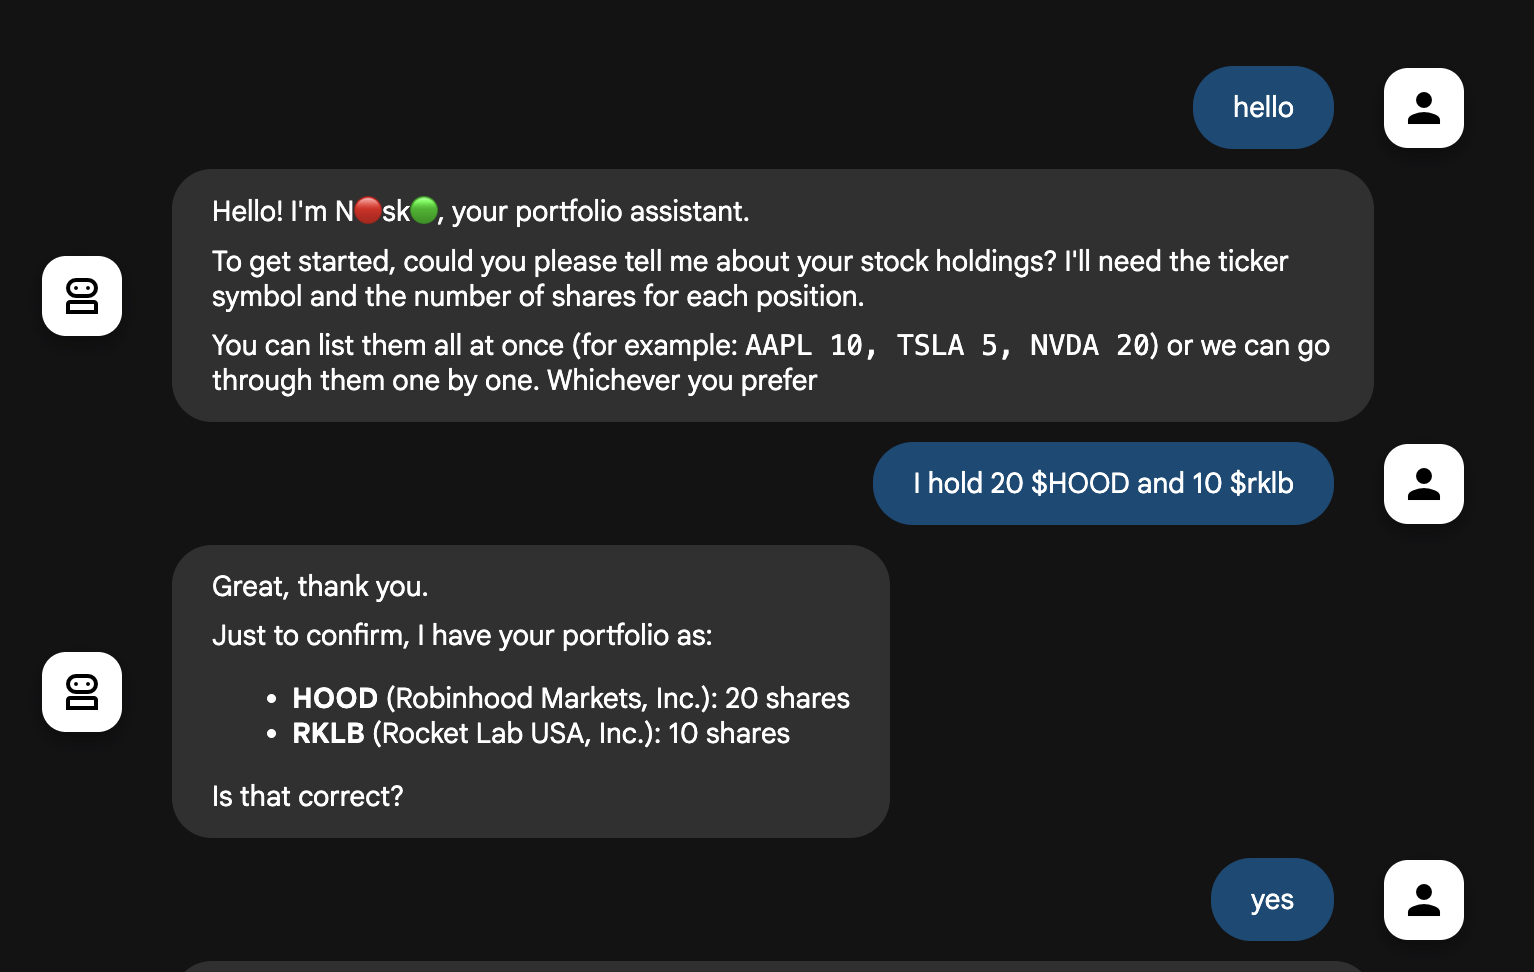 hello
Hello! I'm N🔴sk🟢, your portfolio assistant.
To get started, could you please tell me about your stock holdings? I'll need the ticker
symbol and the number of shares for each position.
You can list them all at once (for example: AAPL 10, TSLA 5, NVDA 20) or we can go
through them one by one. Whichever you prefer
I hold 20 $HOOD and 10 $rklb
Great, thank you.
Just to confirm, I have your portfolio as:
• HOOD (Robinhood Markets, Inc.): 20 shares
• RKLB (Rocket Lab USA, Inc.): 10 shares
Is that correct?
yes